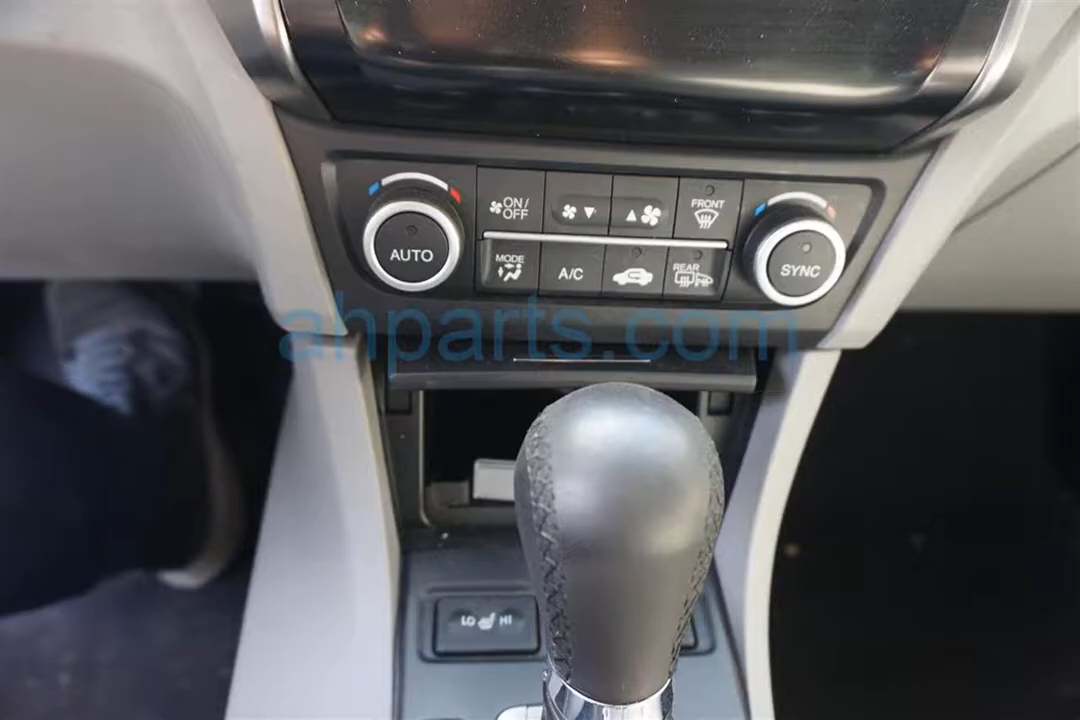 ON/
OFF
FRONT
AUTO
MODE
A/C
REAR
SYNC
ahparts.com
LO HI